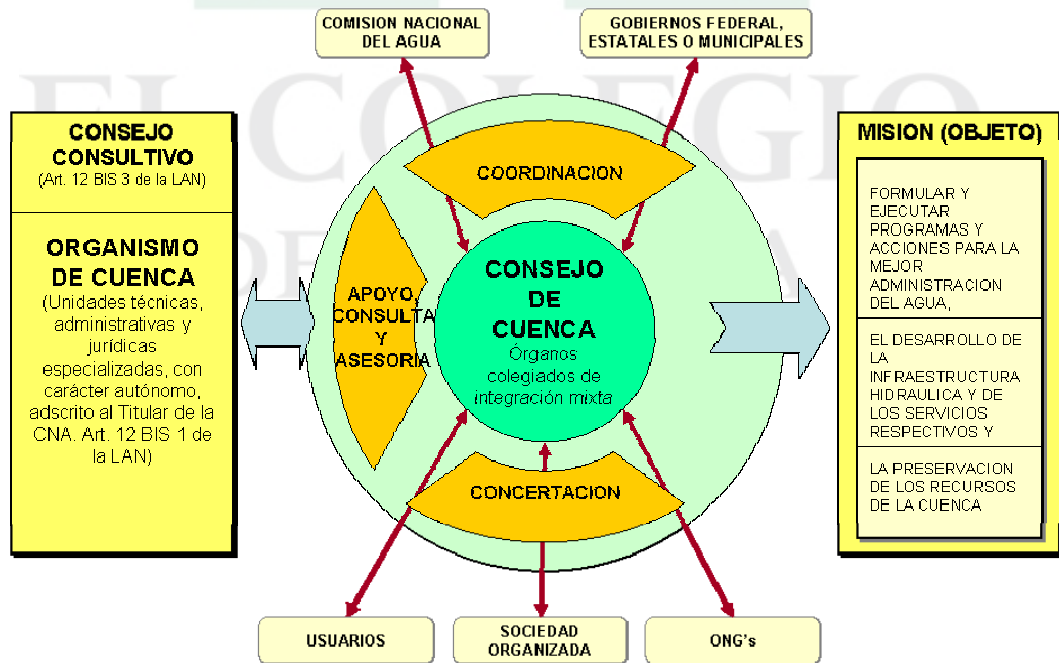 COMISION NACIONAL
DEL AGUA
GOBIERNOS FEDERAL,
ESTATALES O MUNICIPALES
EL COLEGIO
DE
CONSEJO
CONSULTIVO
(Art. 12 BIS 3 de la LAN)
ORGANISMO
DE CUENCA
(Unidades técnicas,
administrativas y
jurídicas
especializadas, con
carácter autónomo,
adscrito al Titular de la
CNA. Art. 12 BIS 1 de
la LAN)
COORDINACION
APOYO,
CONSULTA
Y
ASESORIA
CONSEJO
DE
CUENCA
Órganos
colegiados de
integración mixta
CONCERTACION
MISION (OBJETO)
FORMULAR Y
EJECUTAR
PROGRAMAS Y
ACCIONES PARA LA
MEJOR
ADMINISTRACION
DEL AGUA,
EL DESARROLLO DE
LA
INFRAESTRUCTURA
HIDRAULICA Y DE
LOS SERVICIOS
RESPECTIVOS Y
LA PRESERVACION
DE LOS RECURSOS
DE LA CUENCA
USUARIOS
SOCIEDAD
ORGANIZADA
ONG's